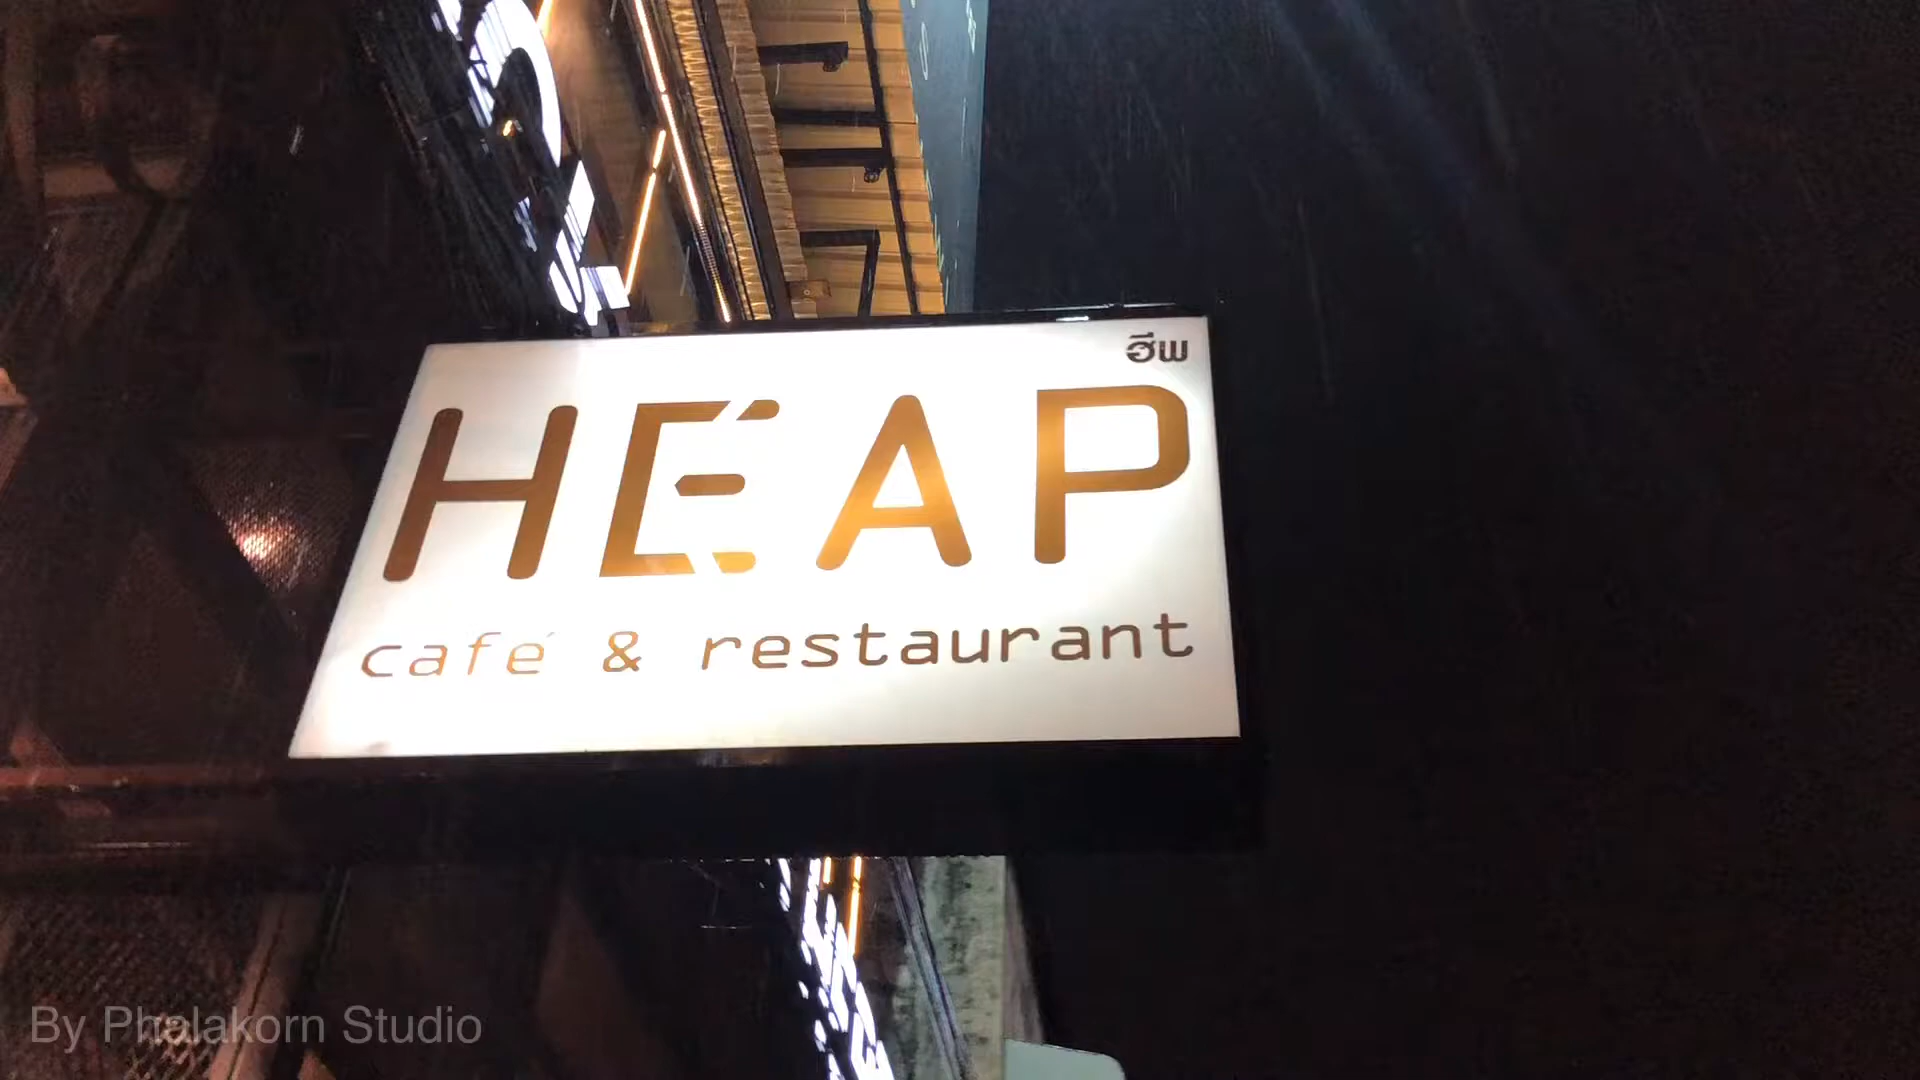 ฮีพ
HEAP
café & restaurant
By Phalakorn Studio